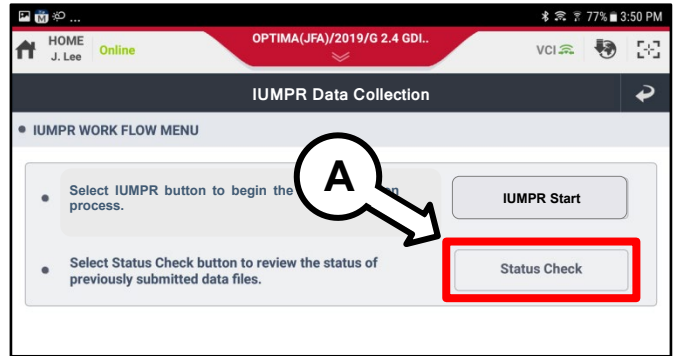 ... 77% 3:50 PM
HOME
J. Lee
Online
OPTIMA(JFA)/2019/G 2.4 GDI..
VCI
IUMPR Data Collection
• IUMPR WORK FLOW MENU
• Select IUMPR button to begin the
process.
IUMPR Start
A
• Select Status Check button to review the status of
previously submitted data files.
Status Check